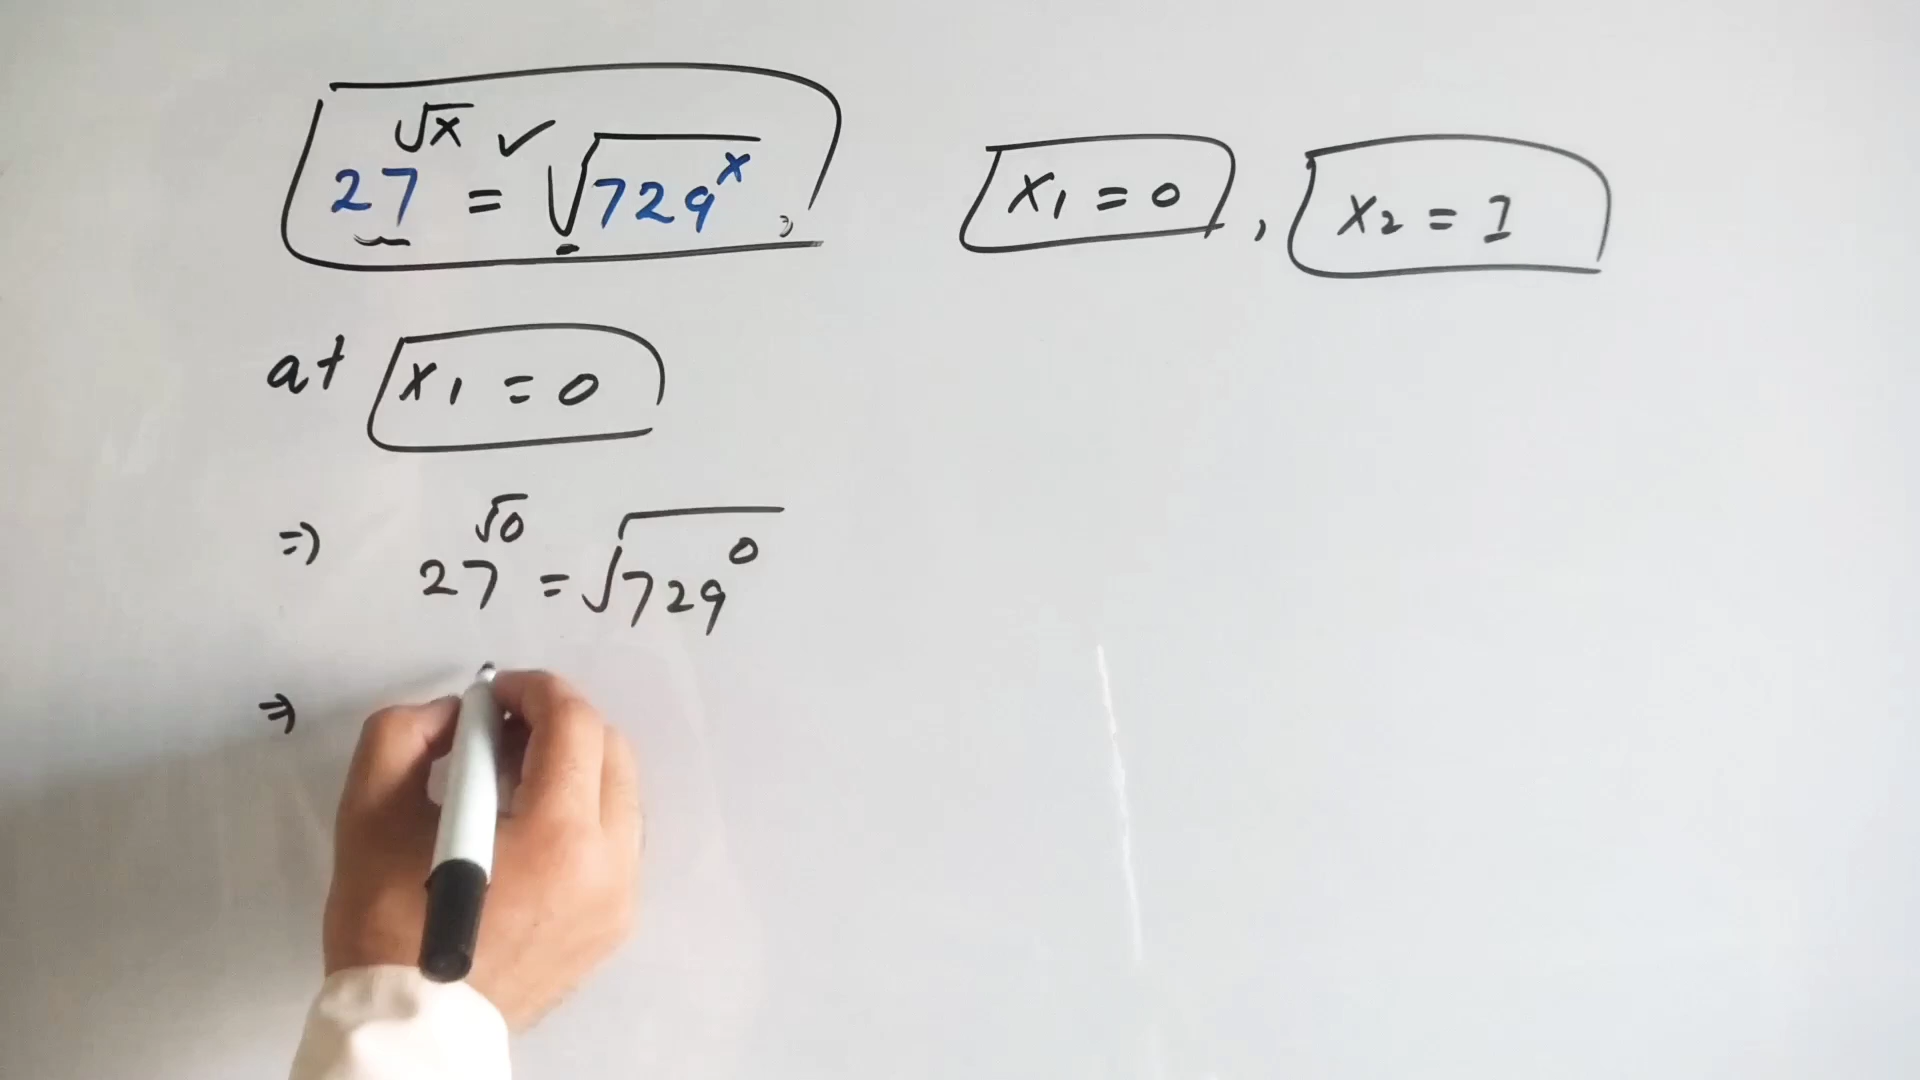 27^√x ✓ = √729^x , x₁ = 0 , x₂ = 1
at x₁ = 0
⇒ 27^√0 = √729^0
⇒